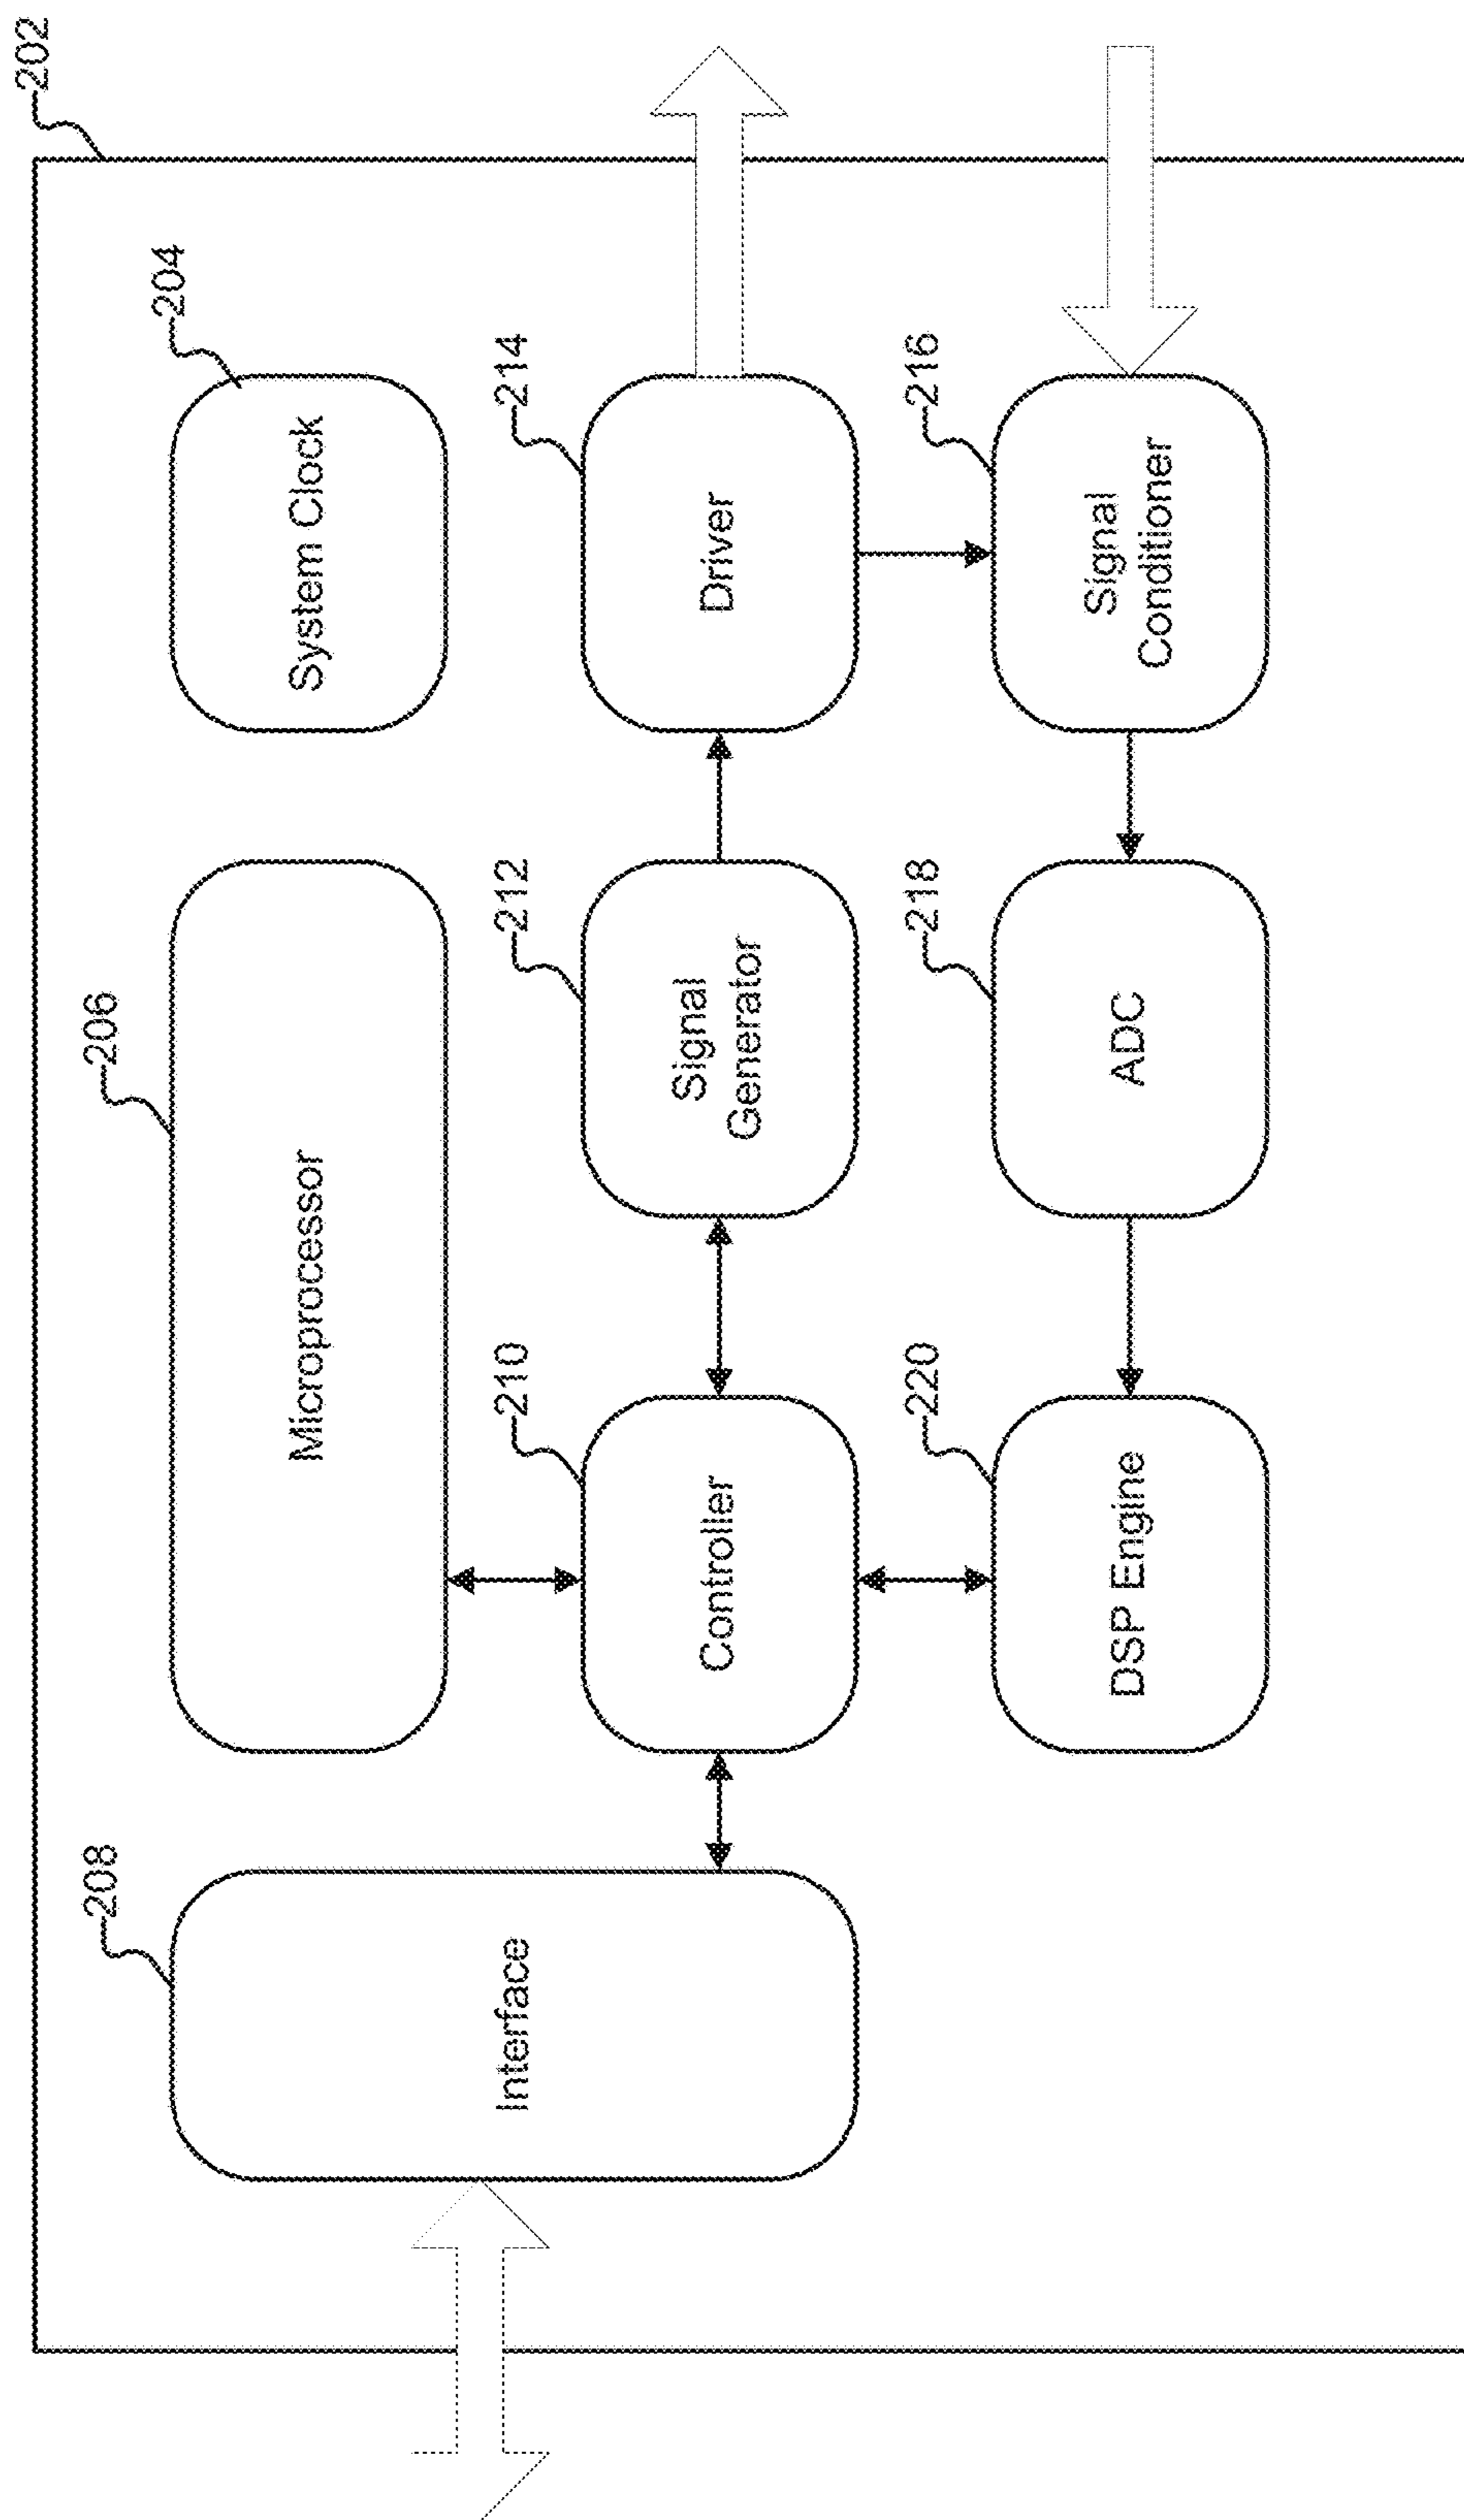 202
204
System Clock
206
Microprocessor
208
Interface
210
Controller
212
Signal
Generator
214
Driver
216
Signal
Conditioner
218
ADC
220
DSP Engine